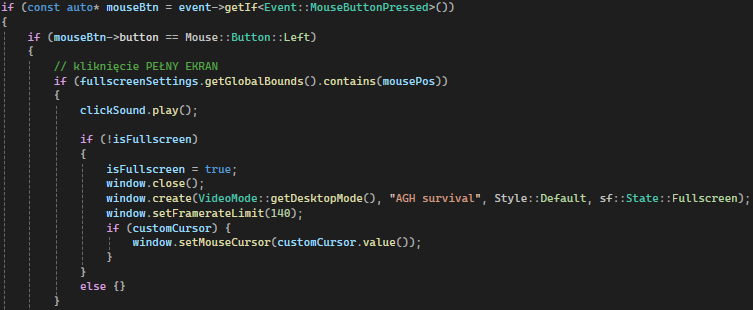 if (const auto* mouseBtn = event->getIf<Event::MouseButtonPressed>())
{
if (mouseBtn->button == Mouse::Button::Left)
{
// kliknięcie PEŁNY EKRAN
if (fullscreenSettings.getGlobalBounds().contains(mousePos))
{
clickSound.play();
if (!isFullscreen)
{
isFullscreen = true;
window.close();
window.create(VideoMode::getDesktopMode(), "AGH survival", Style::Default, sf::State::Fullscreen);
window.setFramerateLimit(140);
if (customCursor) {
window.setMouseCursor(customCursor.value());
}
}
else {}
}